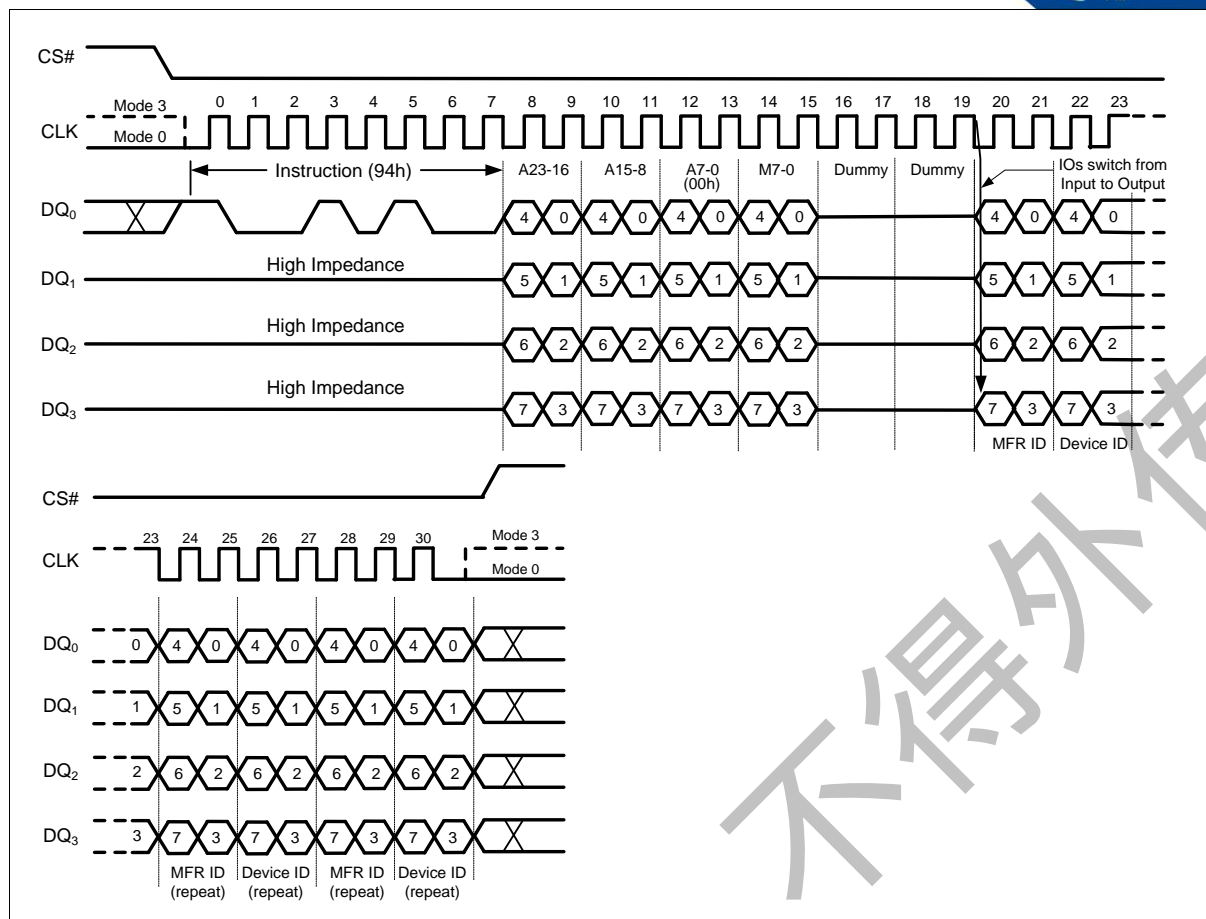 CS#
Mode 3
0 1 2 3 4 5 6 7 8 9 10 11 12 13 14 15 16 17 18 19 20 21 22 23
CLK
Mode 0
Instruction (94h)
A23-16 A15-8 A7-0 (00h) M7-0 Dummy Dummy
IOs switch from
Input to Output
DQ0 4 0 4 0 4 0 4 0 4 0 4 0
High Impedance
DQ1 5 1 5 1 5 1 5 1 5 1 5 1
High Impedance
DQ2 6 2 6 2 6 2 6 2 6 2 6 2
High Impedance
DQ3 7 3 7 3 7 3 7 3 7 3 7 3
MFR ID Device ID
CS#
23 24 25 26 27 28 29 30 Mode 3
CLK
Mode 0
DQ0 0 4 0 4 0 4 0 4 0
DQ1 1 5 1 5 1 5 1 5 1
DQ2 2 6 2 6 2 6 2 6 2
DQ3 3 7 3 7 3 7 3 7 3
MFR ID Device ID MFR ID Device ID
(repeat) (repeat) (repeat) (repeat)
不得外传